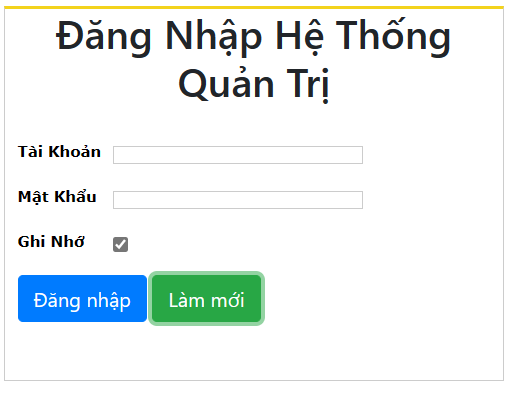 Đăng Nhập Hệ Thống
Quản Trị
Tài Khoản
Mật Khẩu
Ghi Nhớ
Đăng nhập Làm mới